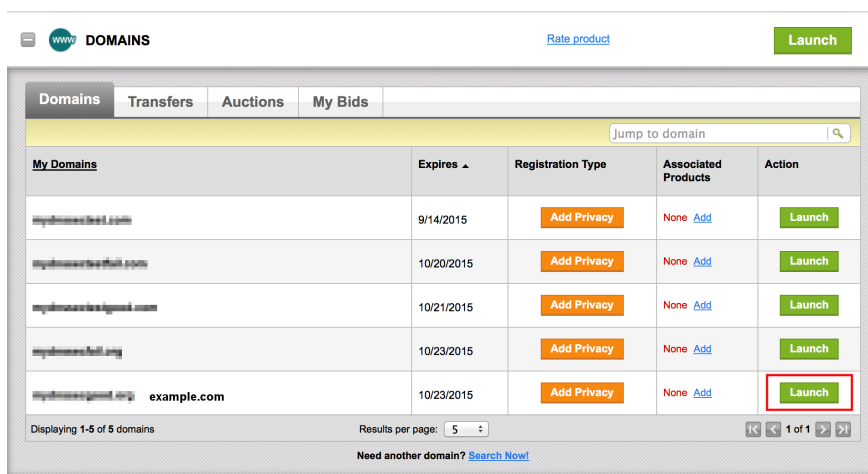 www DOMAINS Rate product Launch
Domains Transfers Auctions My Bids
Jump to domain
My Domains Expires Registration Type Associated Products Action
9/14/2015 Add Privacy None Add Launch
10/20/2015 Add Privacy None Add Launch
10/21/2015 Add Privacy None Add Launch
10/23/2015 Add Privacy None Add Launch
example.com 10/23/2015 Add Privacy None Add Launch
Displaying 1-5 of 5 domains Results per page: 5 1 of 1
Need another domain? Search Now!